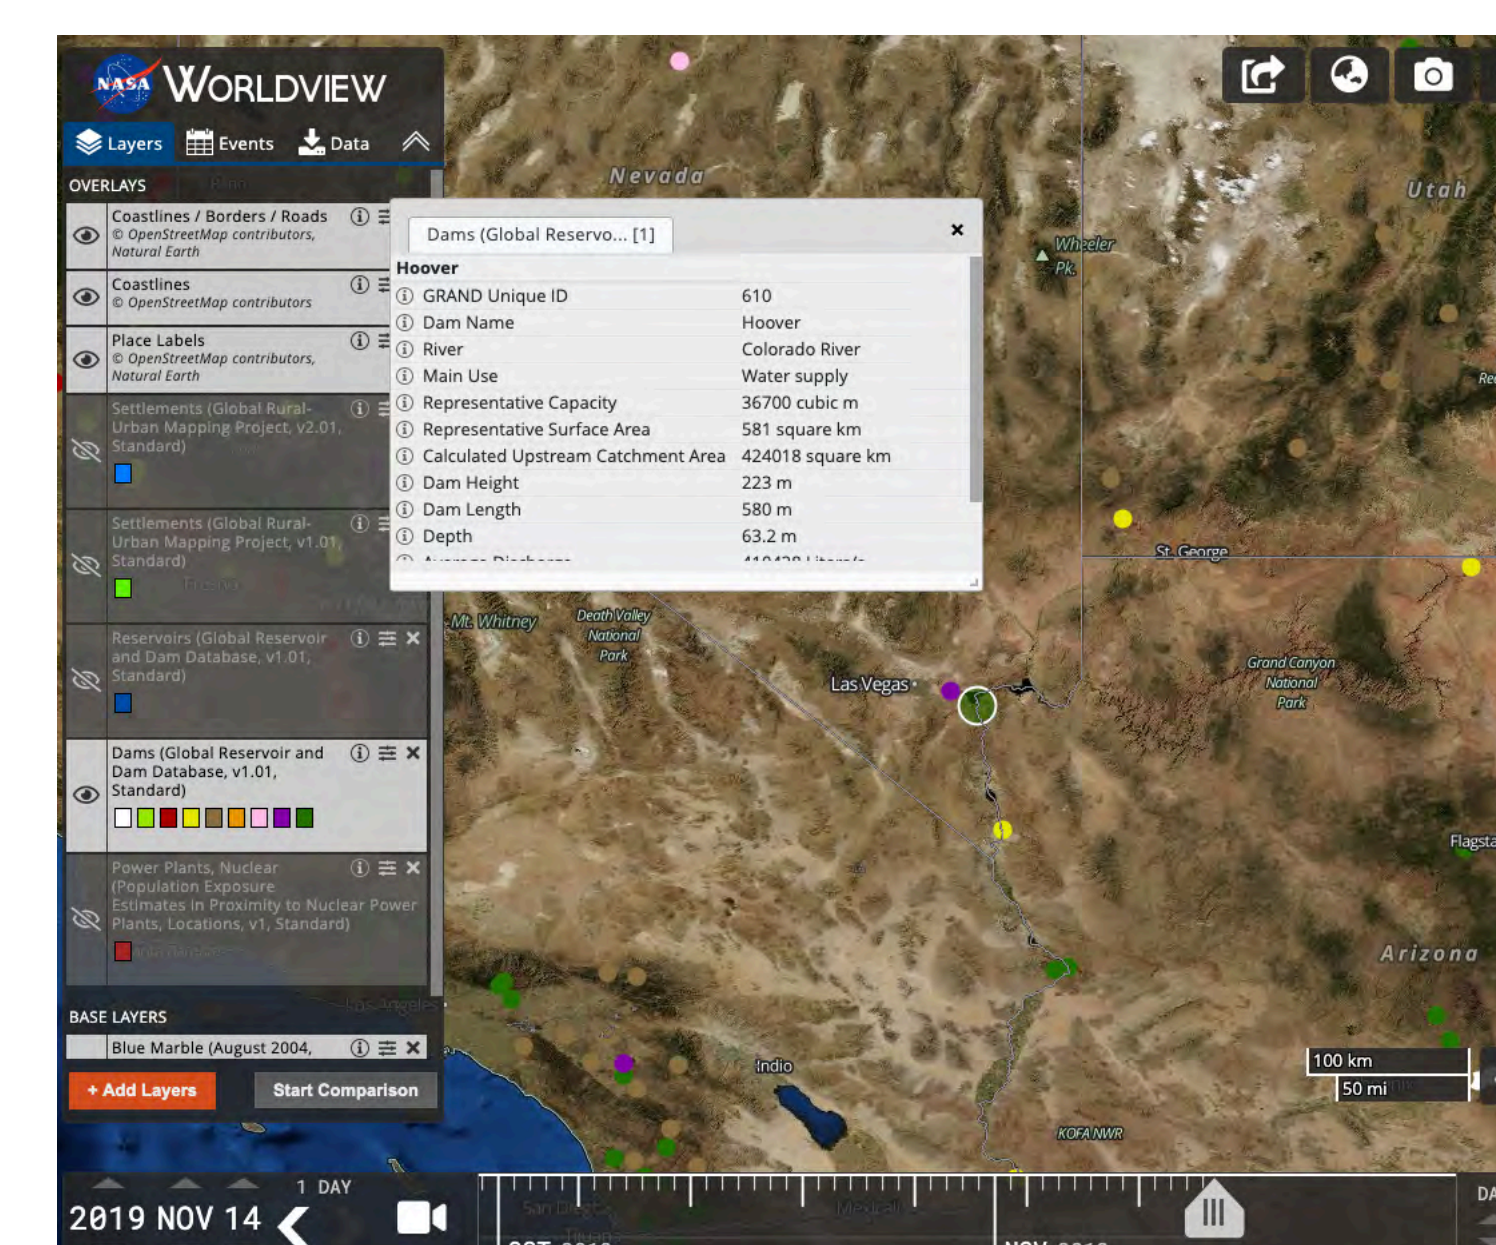 NASA WORLDVIEW
Layers Events Data
OVERLAYS
Coastlines / Borders / Roads
© OpenStreetMap contributors,
Natural Earth
Coastlines
© OpenStreetMap contributors
Place Labels
© OpenStreetMap contributors,
Natural Earth
Settlements (Global Rural-
Urban Mapping Project, v2.01,
Standard)
Settlements (Global Rural-
Urban Mapping Project, v1.01,
Standard)
Reservoirs (Global Reservoir
and Dam Database, v1.01,
Standard)
Dams (Global Reservoir and
Dam Database, v1.01,
Standard)
Power Plants, Nuclear
(Population Exposure
Estimates in Proximity to Nuclear Power
Plants, Locations, v1, Standard)
BASE LAYERS
Blue Marble (August 2004,
+ Add Layers Start Comparison
Dams (Global Reservo... [1]
Hoover
GRAND Unique ID 610
Dam Name Hoover
River Colorado River
Main Use Water supply
Representative Capacity 36700 cubic m
Representative Surface Area 581 square km
Calculated Upstream Catchment Area 424018 square km
Dam Height 223 m
Dam Length 580 m
Depth 63.2 m
Nevada
Utah
Wheeler
Pk.
St. George
Mt. Whitney
Death Valley
National
Park
Las Vegas
Grand Canyon
National
Park
Flagsta
Arizona
Los Angeles
Indio
KOFA NWR
100 km
50 mi
San Diego
Mexicali
Tijuana
1 DAY
2019 NOV 14